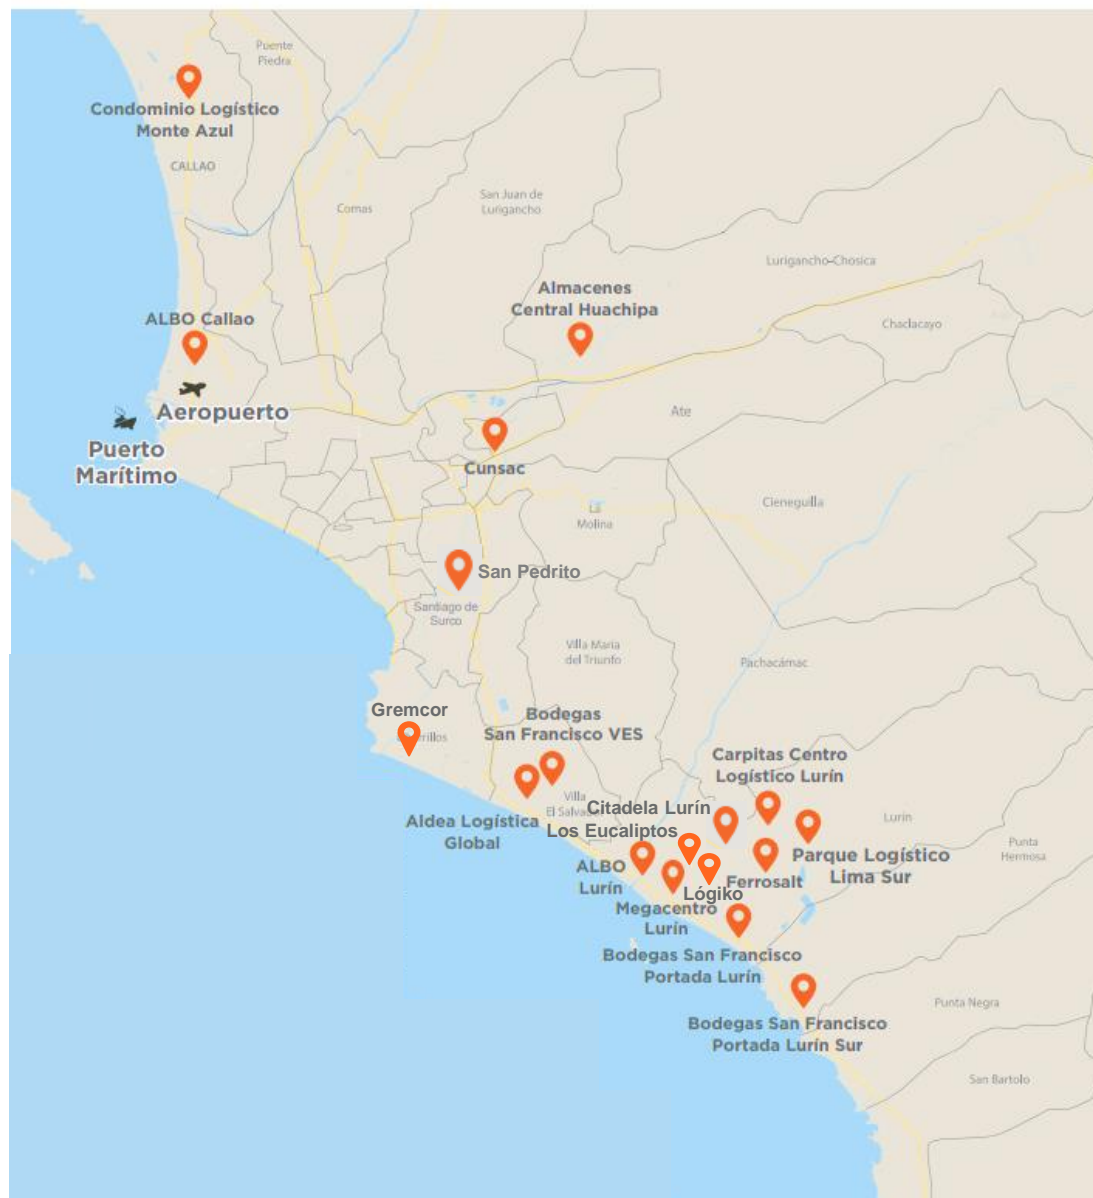 Puente
Piedra
Condominio Logístico
Monte Azul
CALLAO
San Juan de
Lurigancho
Comas
Lurigancho-Chosica
Almacenes
Central Huachipa
ALBO Callao
Chaclacayo
Aeropuerto
Ate
Puerto
Marítimo
Cunsac
Cieneguilla
La
Molina
San Pedrito
Santiago de
Surco
Villa Maria
del Triunfo
Pachacámac
Gremcor
rrillos
Bodegas
San Francisco VES
Carpitas Centro
Logístico Lurín
Villa
El Salvador
Citadela Lurín
Aldea Logística
Global
Los Eucaliptos
Lurin
Punta
Hermosa
Parque Logístico
Lima Sur
ALBO
Lurín
Ferrosalt
Lógiko
Megacentro
Lurín
Bodegas San Francisco
Portada Lurín
Punta Negra
Bodegas San Francisco
Portada Lurín Sur
San Bartolo